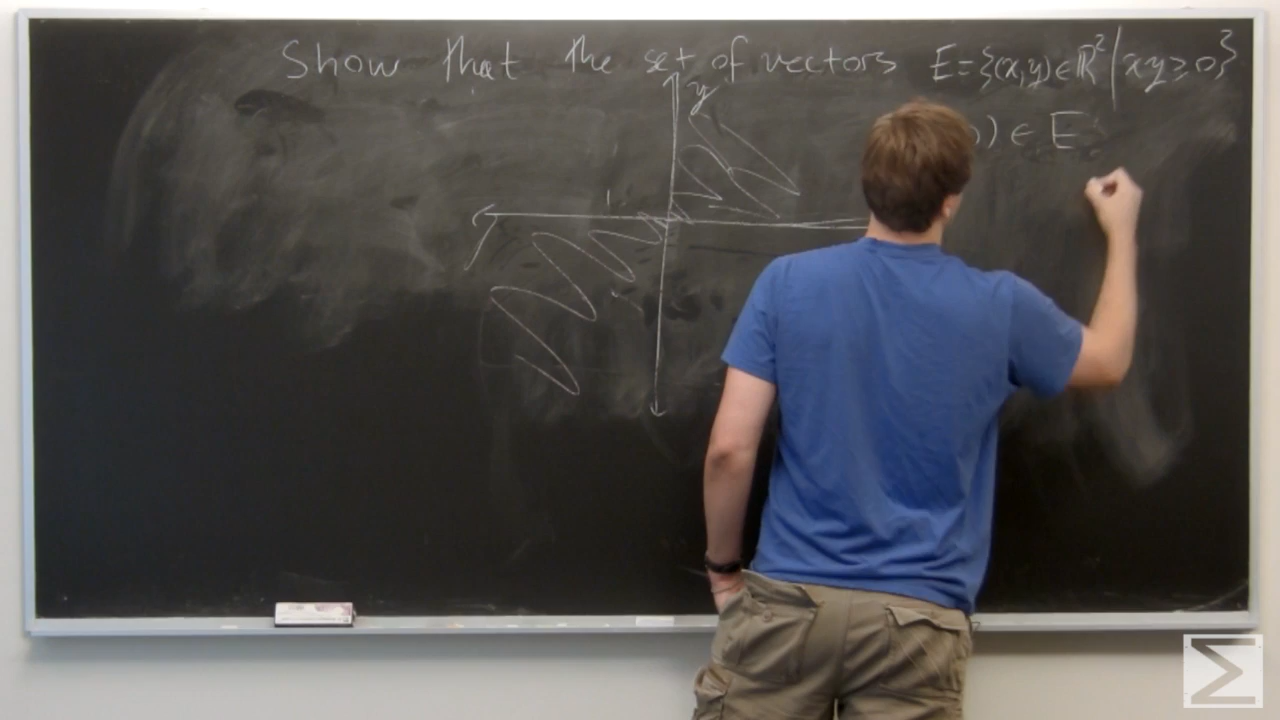 Show that the set of vectors E={(x,y)∈ℝ²|xy≥0}
y
) ∈ E
Σ